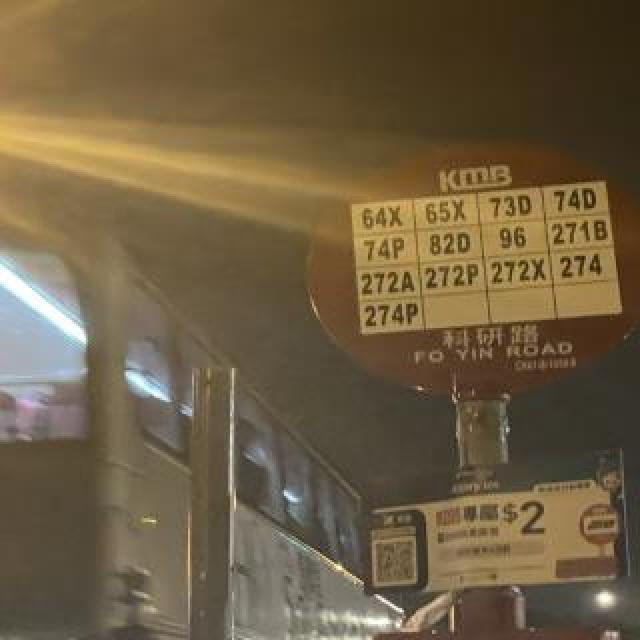 KMB
64X 65X 73D 74D
74P 82D 96 271B
272A 272P 272X 274
274P
科研路
FO YIN ROAD
專屬 $2